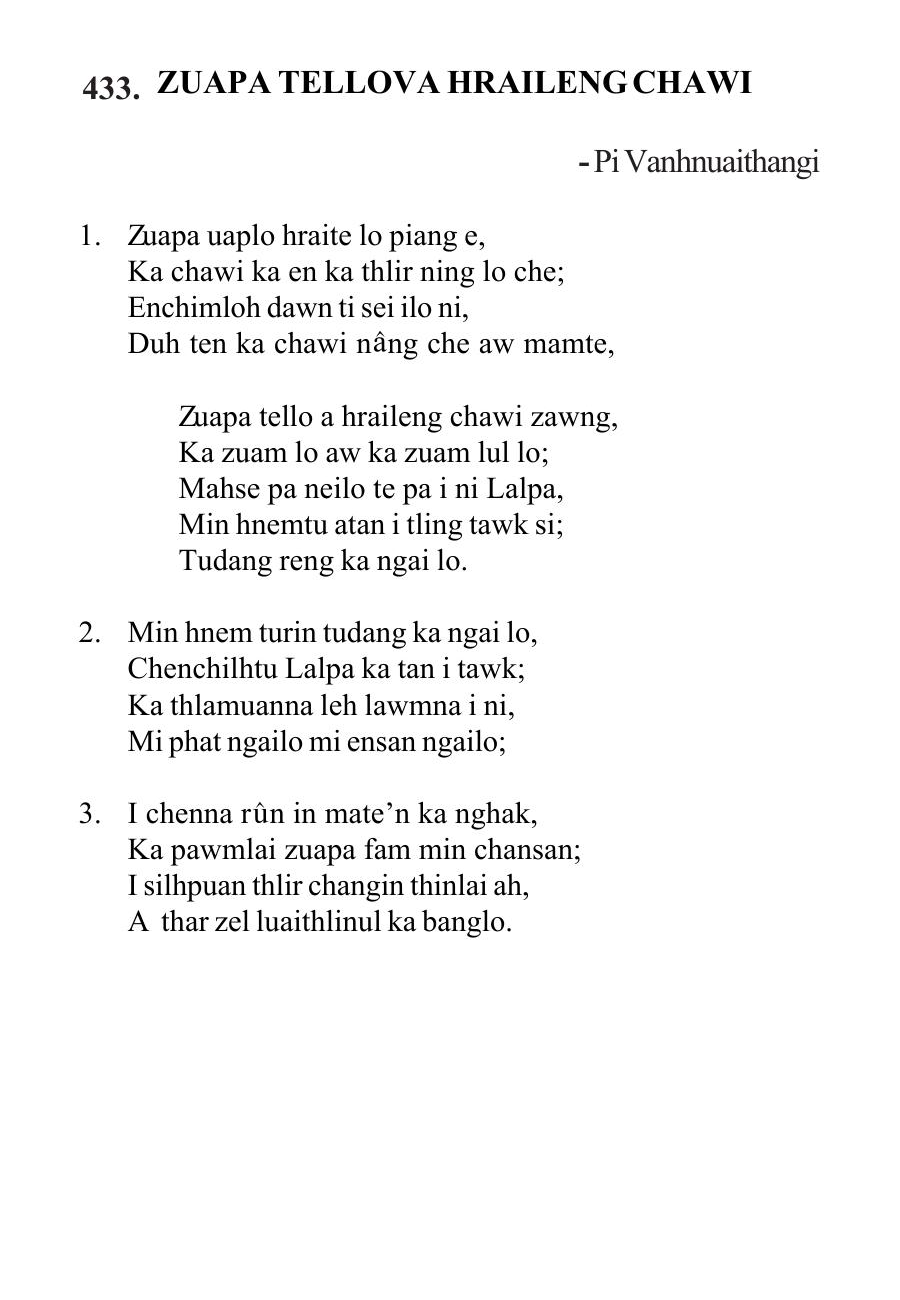 433. ZUAPA TELLOVA HRAILENG CHAWI
- Pi Vanhnuaithangi
1. Zuapa uaplo hraite lo piang e,
Ka chawi ka en ka thlir ning lo che;
Enchimloh dawn ti sei ilo ni,
Duh ten ka chawi nâng che aw mamte,
Zuapa tello a hraileng chawi zawng,
Ka zuam lo aw ka zuam lul lo;
Mahse pa neilo te pa i ni Lalpa,
Min hnemtu atan i tling tawk si;
Tudang reng ka ngai lo.
2. Min hnem turin tudang ka ngai lo,
Chenchilhtu Lalpa ka tan i tawk;
Ka thlamuanna leh lawmna i ni,
Mi phat ngailo mi ensan ngailo;
3. I chenna rûn in mate’n ka nghak,
Ka pawmlai zuapa fam min chansan;
I silhpuan thlir changin thinlai ah,
A thar zel luaithlinul ka banglo.